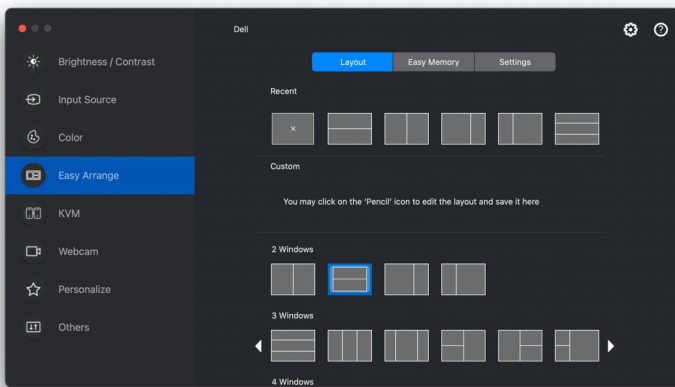 Dell
Brightness / Contrast
Input Source
Color
Easy Arrange
KVM
Webcam
Personalize
Others
Layout Easy Memory Settings
Recent
Custom
You may click on the 'Pencil' icon to edit the layout and save it here
2 Windows
3 Windows
4 Windows